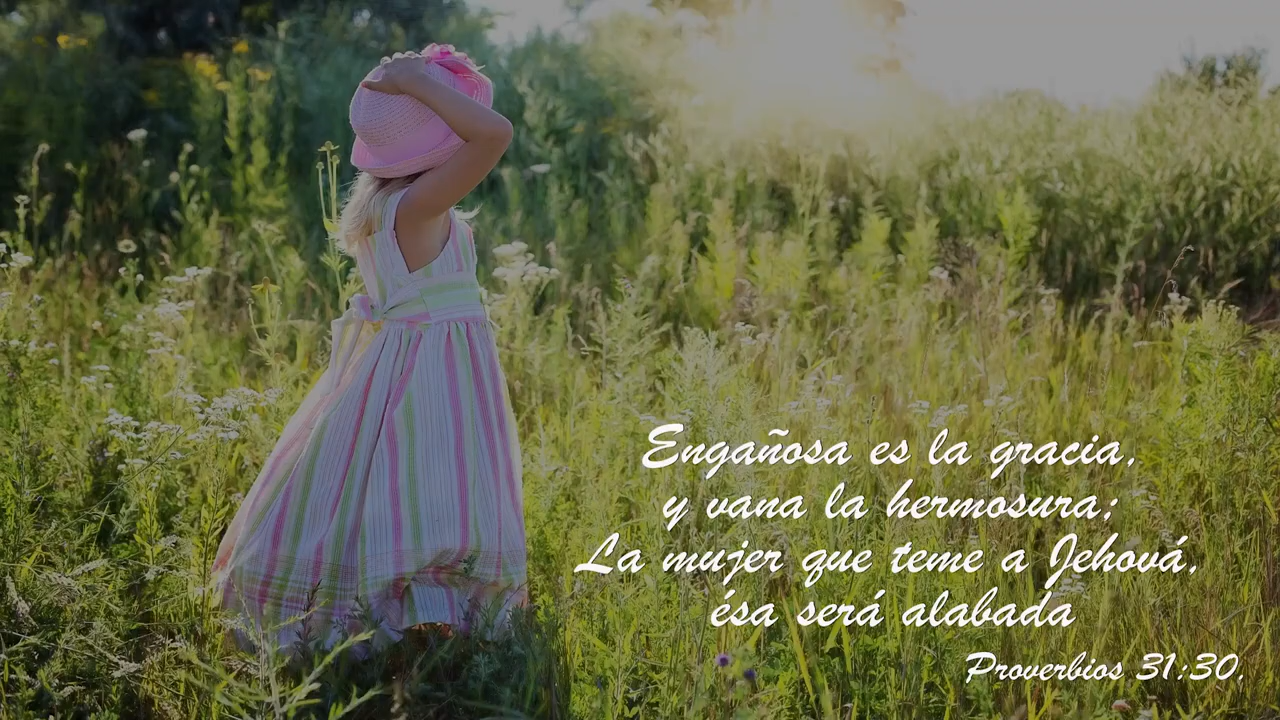 Engañosa es la gracia,
y vana la hermosura;
La mujer que teme a Jehová,
ésa será alabada
Proverbios 31:30.